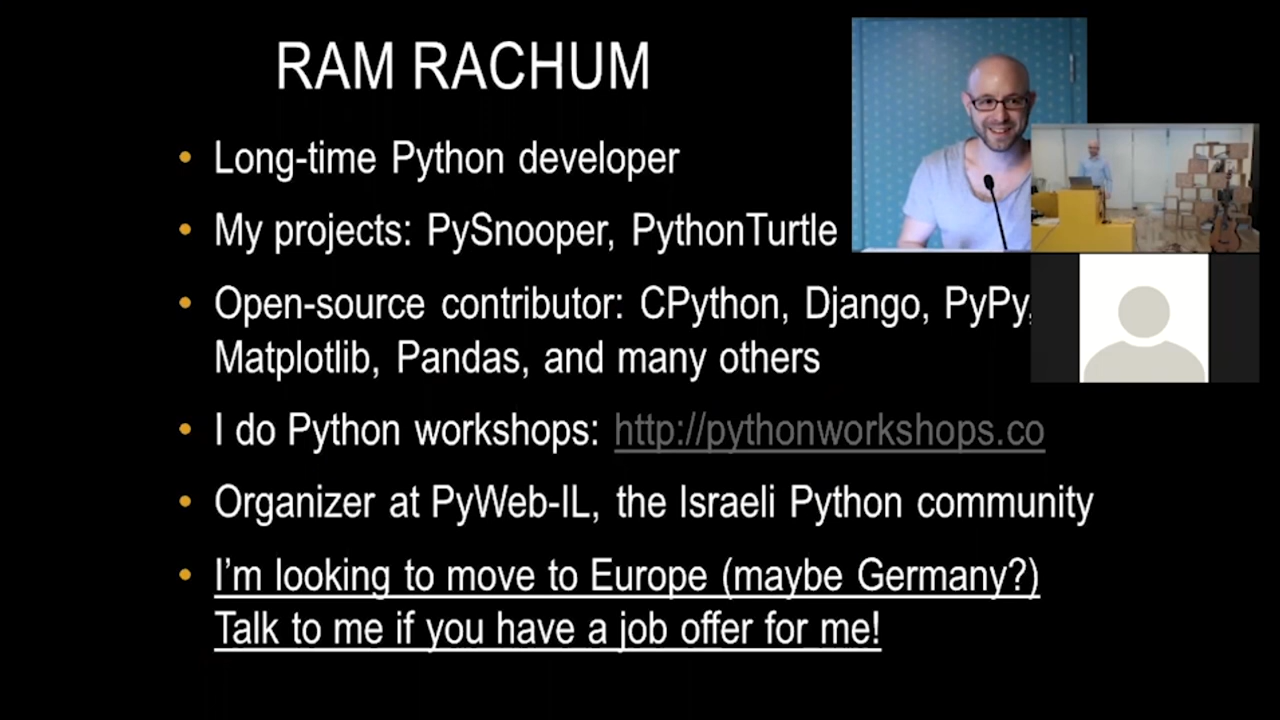 RAM RACHUM
• Long-time Python developer
• My projects: PySnooper, PythonTurtle
• Open-source contributor: CPython, Django, PyPy,
Matplotlib, Pandas, and many others
• I do Python workshops: http://pythonworkshops.co
• Organizer at PyWeb-IL, the Israeli Python community
• I’m looking to move to Europe (maybe Germany?)
Talk to me if you have a job offer for me!